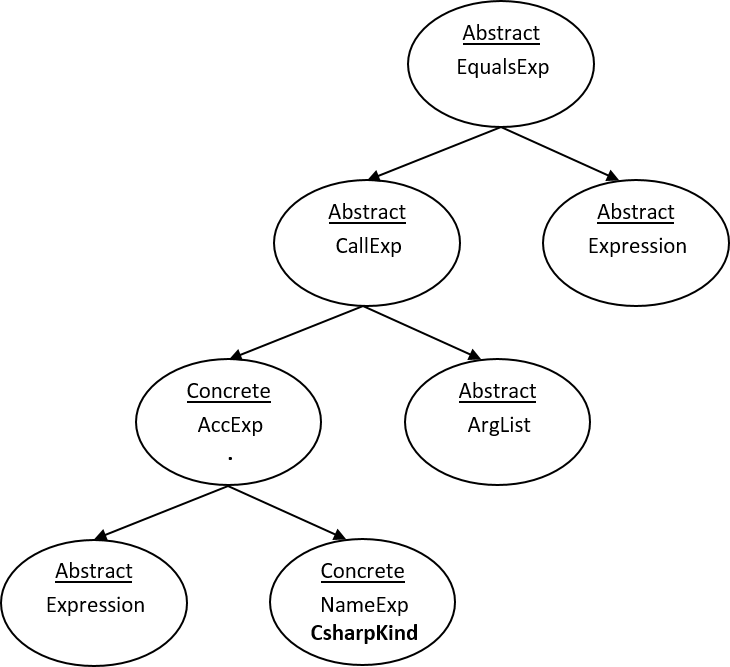 Abstract
EqualsExp
Abstract
CallExp
Abstract
Expression
Concrete
AccExp
.
Abstract
ArgList
Abstract
Expression
Concrete
NameExp
CsharpKind